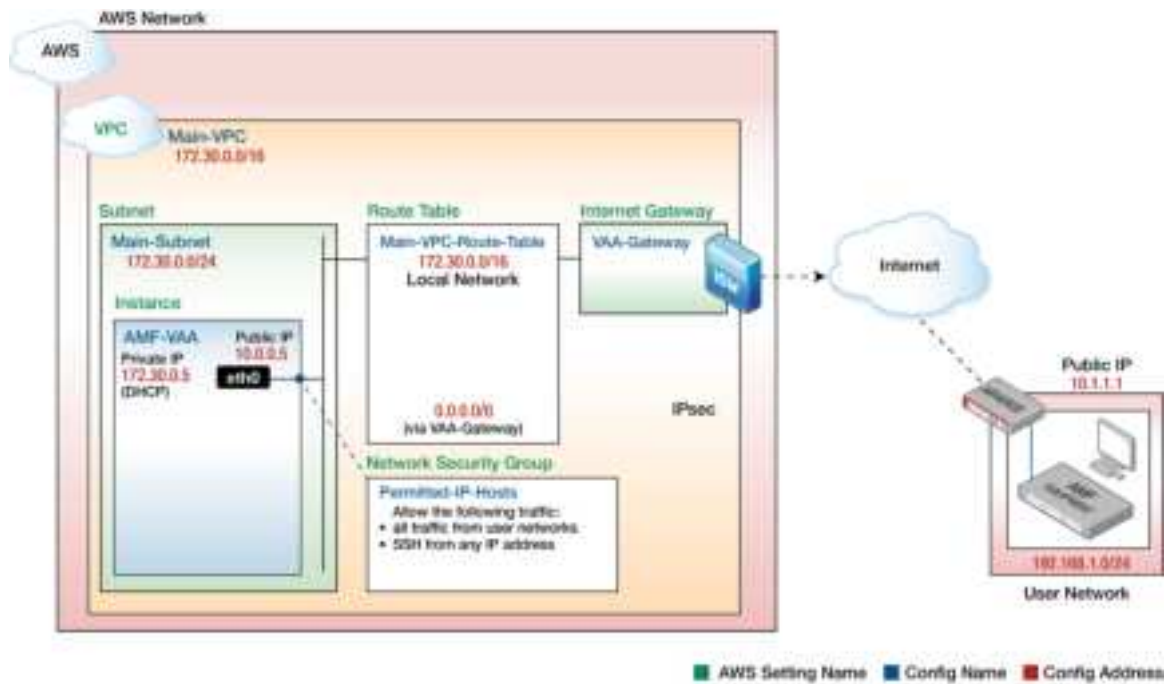 AWS Network
AWS
VPC
Main-VPC
172.30.0.0/16
Subnet
Main-Subnet
172.30.0.0/24
Instance
AMF-VAA
Private IP
172.30.0.5
(DHCP)
Public IP
10.0.0.5
eth0
Route Table
Main-VPC-Route-Table
172.30.0.0/16
Local Network
0.0.0.0/0
(via VAA-Gateway)
Internet Gateway
VAA-Gateway
IPsec
Network Security Group
Permitted-IP-Hosts
Allow the following traffic:
• all traffic from user networks
• SSH from any IP address
Internet
Public IP
10.1.1.1
AMF
192.168.1.0/24
User Network
AWS Setting Name
Config Name
Config Address